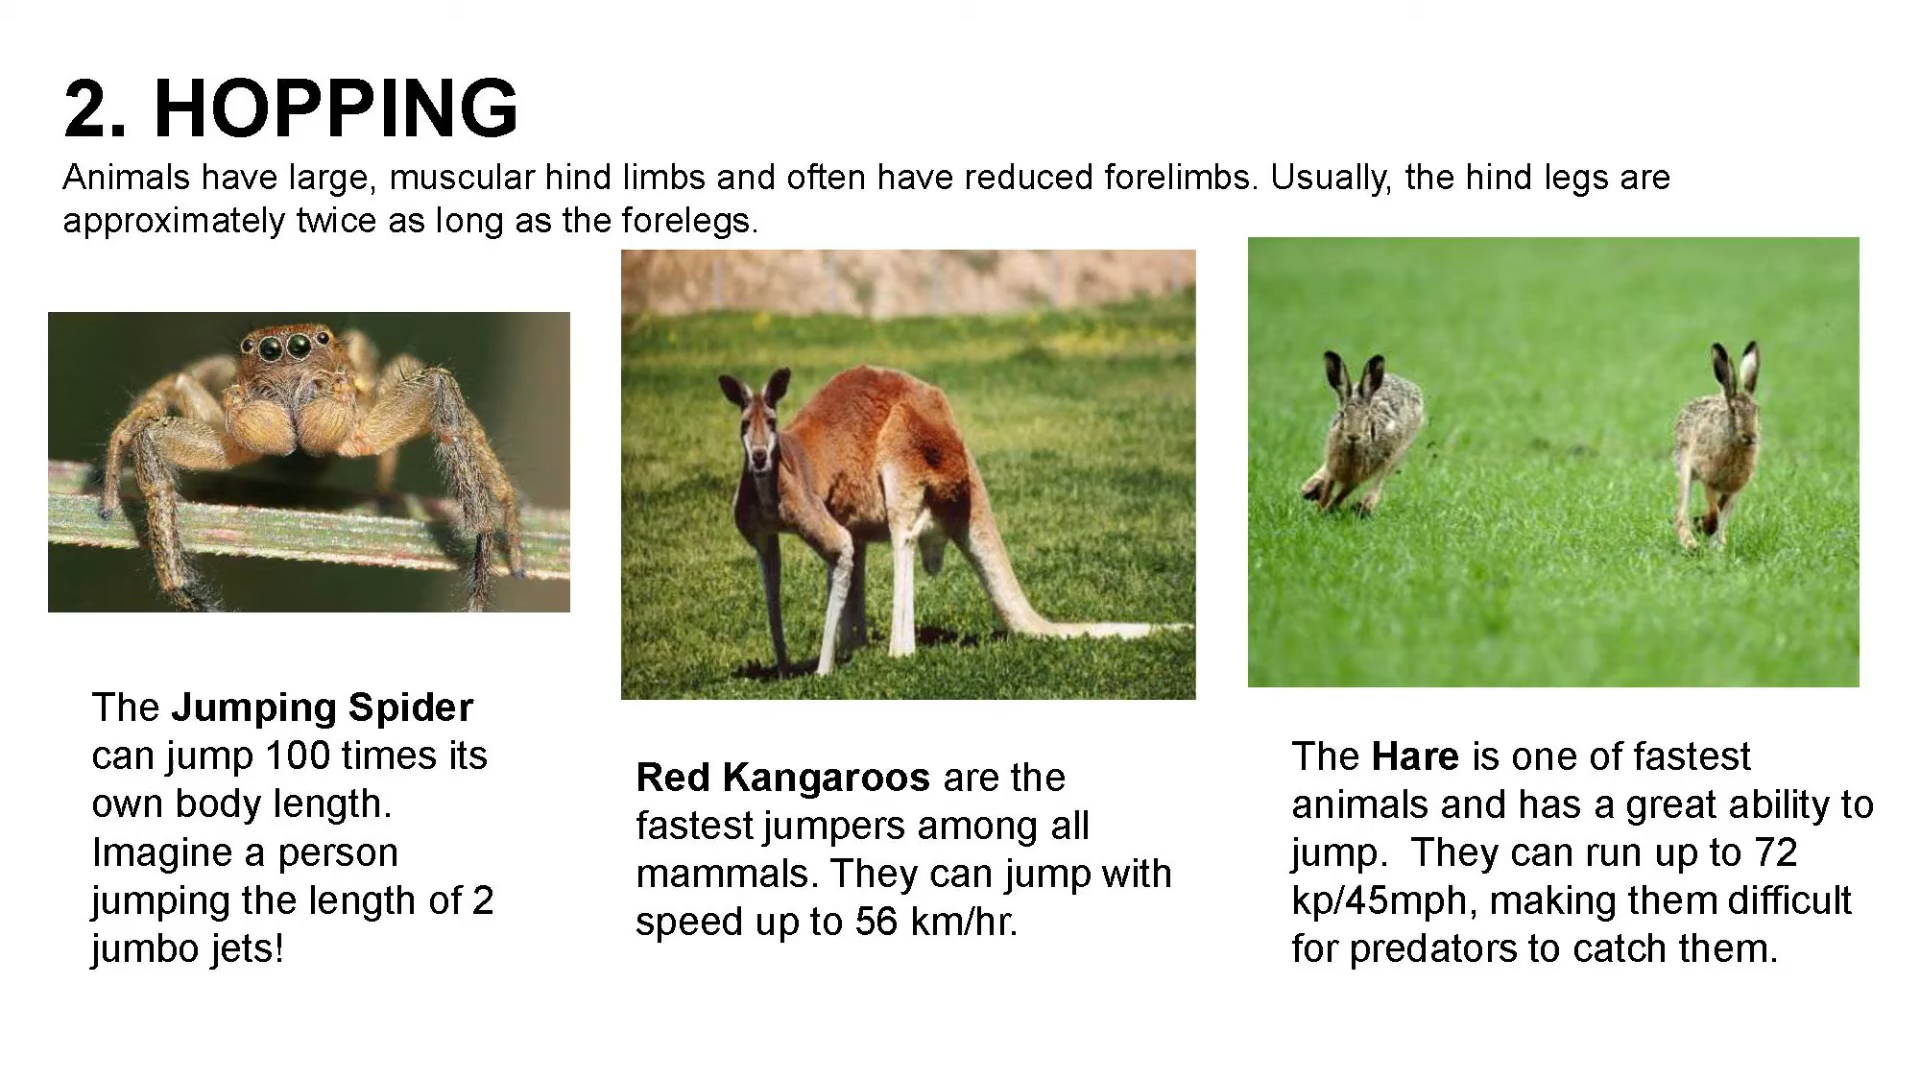 2. HOPPING
Animals have large, muscular hind limbs and often have reduced forelimbs. Usually, the hind legs are
approximately twice as long as the forelegs.
The Jumping Spider
can jump 100 times its
own body length.
Imagine a person
jumping the length of 2
jumbo jets!
Red Kangaroos are the
fastest jumpers among all
mammals. They can jump with
speed up to 56 km/hr.
The Hare is one of fastest
animals and has a great ability to
jump.  They can run up to 72
kp/45mph, making them difficult
for predators to catch them.